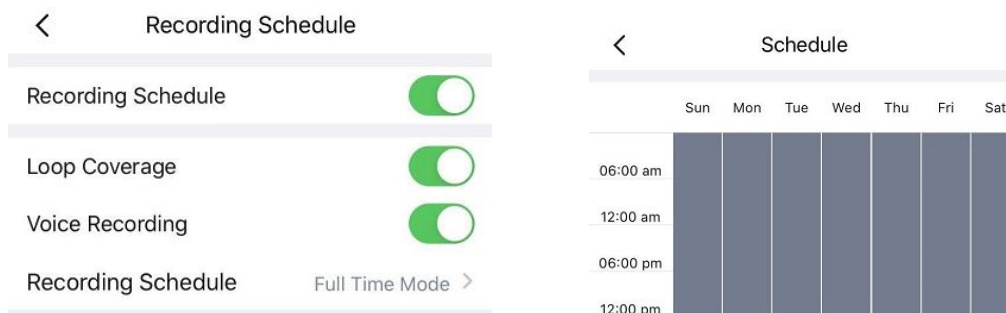 Recording Schedule
Recording Schedule
Loop Coverage
Voice Recording
Recording Schedule Full Time Mode
Schedule
Sun Mon Tue Wed Thu Fri Sat
06:00 am
12:00 am
06:00 pm
12:00 pm